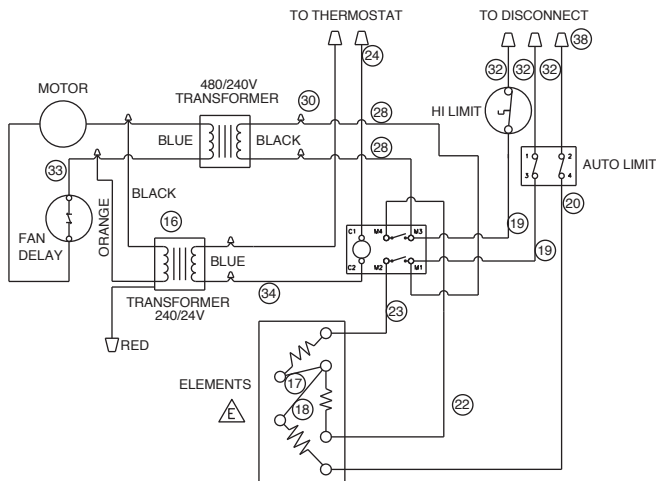 TO THERMOSTAT
TO DISCONNECT
24
38
32
32
32
MOTOR
480/240V
TRANSFORMER
30
28
HI LIMIT
BLUE
BLACK
28
1
2
3
4
AUTO LIMIT
33
BLACK
ORANGE
16
20
FAN
DELAY
C1
M4
M3
19
BLUE
C2
M2
M1
19
34
TRANSFORMER
240/24V
23
RED
ELEMENTS
17
18
22
E